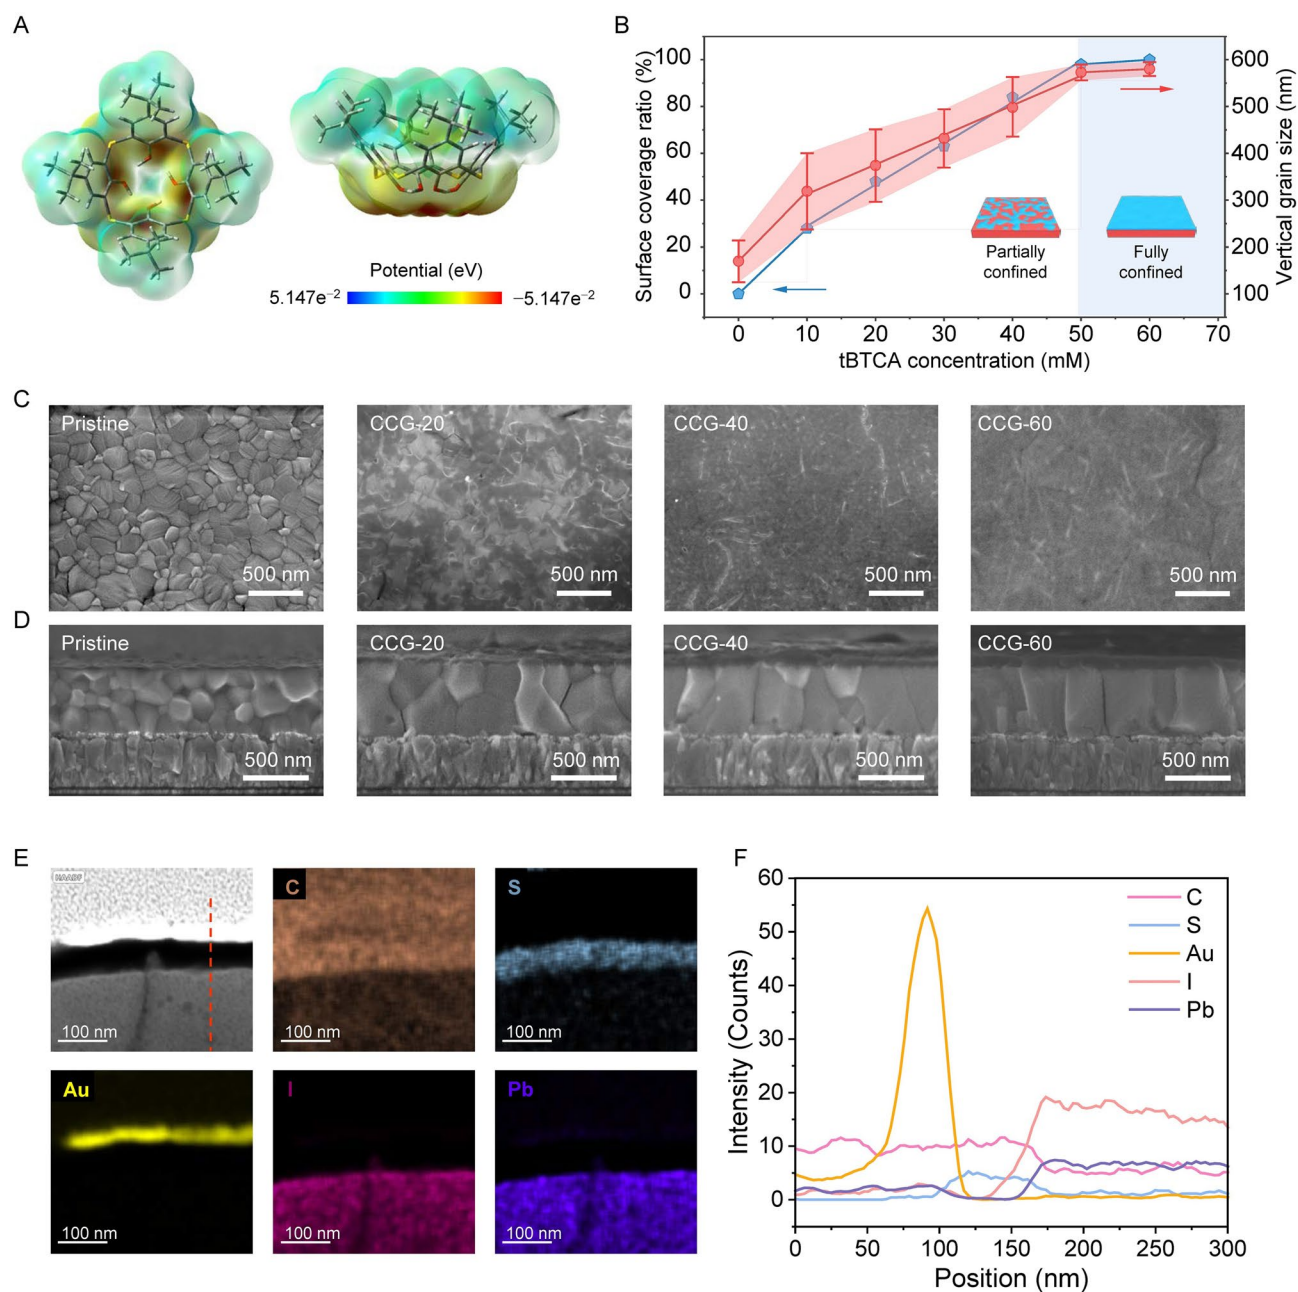 A
Potential (eV)
5.147e⁻² −5.147e⁻²
B
Surface coverage ratio (%)
100
80
60
40
20
0
Vertical grain size (nm)
600
500
400
300
200
100
Partially
confined
Fully
confined
0 10 20 30 40 50 60 70
tBTCA concentration (mM)
C
Pristine
500 nm
CCG-20
500 nm
CCG-40
500 nm
CCG-60
500 nm
D
Pristine
500 nm
CCG-20
500 nm
CCG-40
500 nm
CCG-60
500 nm
E
HAADF
100 nm
C
100 nm
S
100 nm
Au
100 nm
I
100 nm
Pb
100 nm
F
Intensity (Counts)
60
50
40
30
20
10
0
C
S
Au
I
Pb
0 50 100 150 200 250 300
Position (nm)